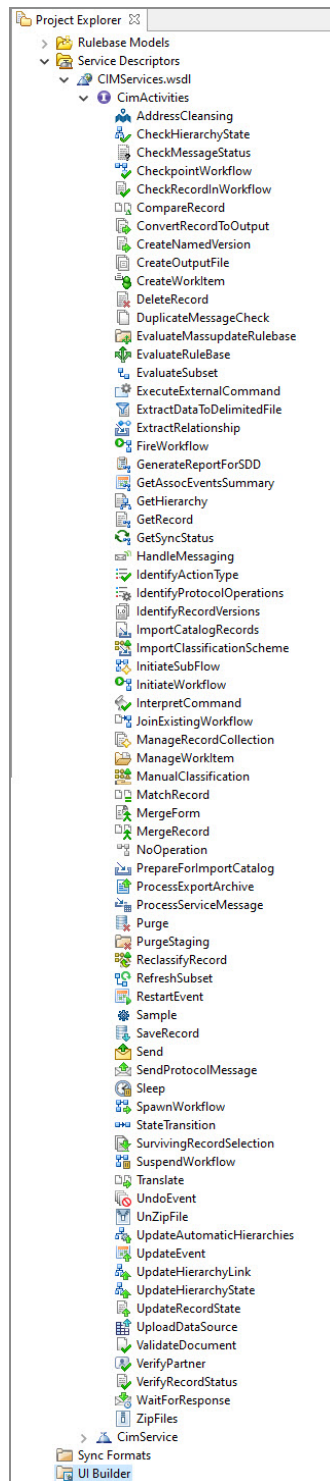 Project Explorer
Rulebase Models
Service Descriptors
CIMServices.wsdl
CimActivities
AddressCleansing
CheckHierarchyState
CheckMessageStatus
CheckpointWorkflow
CheckRecordInWorkflow
CompareRecord
ConvertRecordToOutput
CreateNamedVersion
CreateOutputFile
CreateWorkItem
DeleteRecord
DuplicateMessageCheck
EvaluateMassupdateRulebase
EvaluateRuleBase
EvaluateSubset
ExecuteExternalCommand
ExtractDataToDelimitedFile
ExtractRelationship
FireWorkflow
GenerateReportForSDD
GetAssocEventsSummary
GetHierarchy
GetRecord
GetSyncStatus
HandleMessaging
IdentifyActionType
IdentifyProtocolOperations
IdentifyRecordVersions
ImportCatalogRecords
ImportClassificationScheme
InitiateSubFlow
InitiateWorkflow
InterpretCommand
JoinExistingWorkflow
ManageRecordCollection
ManageWorkItem
ManualClassification
MatchRecord
MergeForm
MergeRecord
NoOperation
PrepareForImportCatalog
ProcessExportArchive
ProcessServiceMessage
Purge
PurgeStaging
ReclassifyRecord
RefreshSubset
RestartEvent
Sample
SaveRecord
Send
SendProtocolMessage
Sleep
SpawnWorkflow
StateTransition
SurvivingRecordSelection
SuspendWorkflow
Translate
UndoEvent
UnZipFile
UpdateAutomaticHierarchies
UpdateEvent
UpdateHierarchyLink
UpdateHierarchyState
UpdateRecordState
UploadDataSource
ValidateDocument
VerifyPartner
VerifyRecordStatus
WaitForResponse
ZipFiles
CimService
Sync Formats
UI Builder